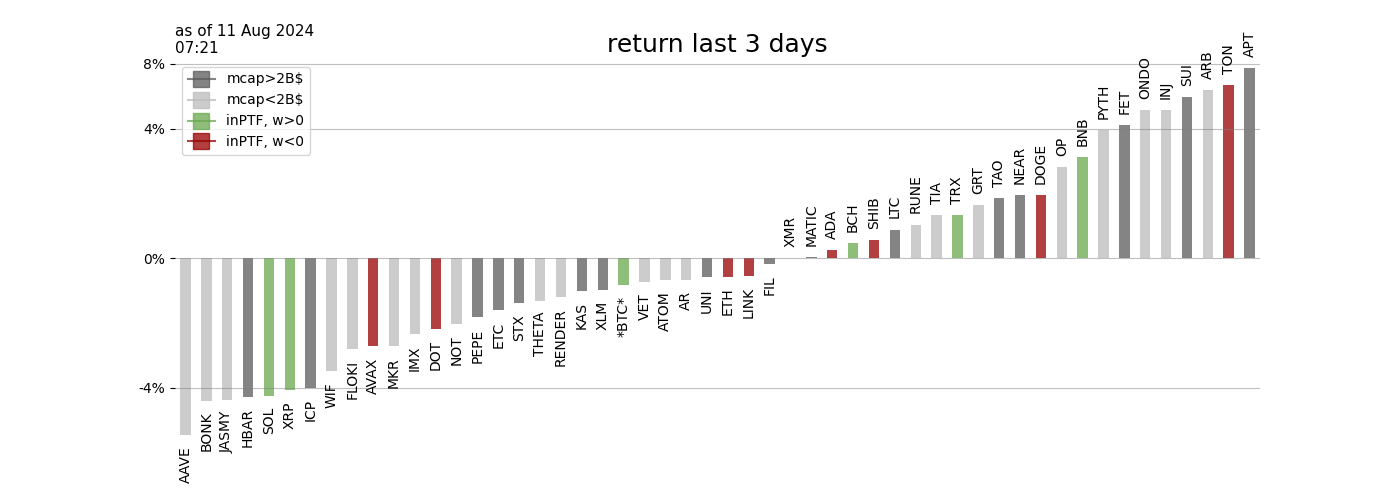 as of 11 Aug 2024
07:21
return last 3 days
mcap>2B$
mcap<2B$
inPTF, w>0
inPTF, w<0
8%
4%
0%
-4%
AAVE
BONK
JASMY
HBAR
SOL
XRP
ICP
WIF
FLOKI
AVAX
MKR
IMX
DOT
NOT
PEPE
ETC
STX
THETA
RENDER
KAS
XLM
*BTC*
VET
ATOM
AR
UNI
ETH
LINK
FIL
XMR
MATIC
ADA
BCH
SHIB
LTC
RUNE
TIA
TRX
GRT
TAO
NEAR
DOGE
OP
BNB
PYTH
FET
ONDO
INJ
SUI
ARB
TON
APT